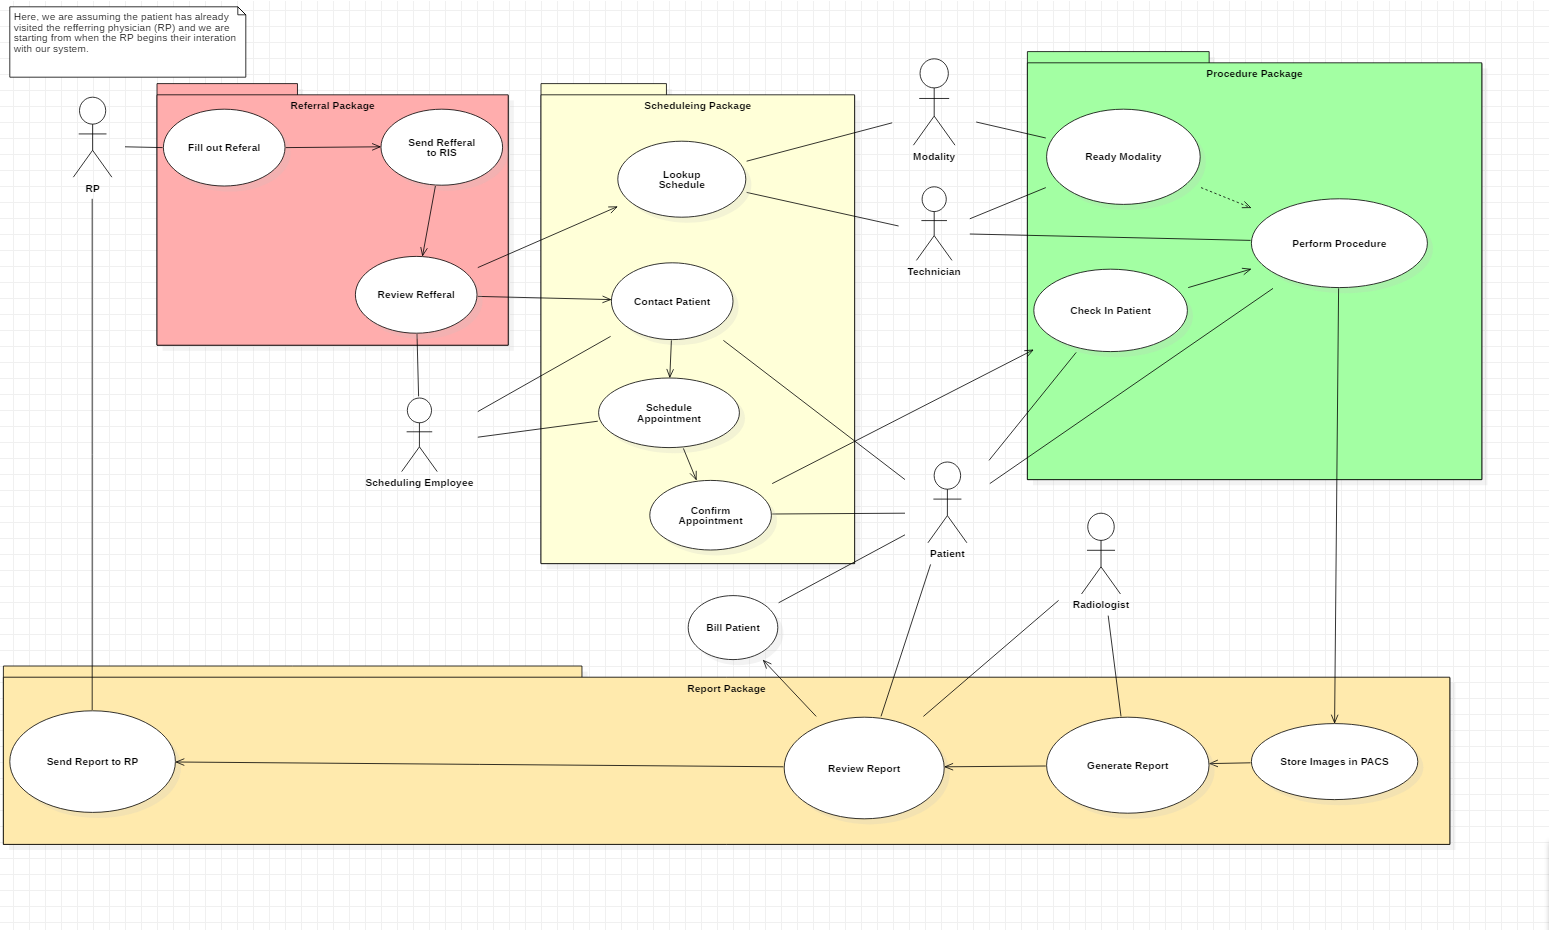 Here, we are assuming the patient has already
visited the refferring physician (RP) and we are
starting from when the RP begins their interation
with our system.
Referral Package
Scheduleing Package
Procedure Package
RP
Fill out Referal
Send Refferal
to RIS
Review Refferal
Lookup
Schedule
Contact Patient
Schedule
Appointment
Confirm
Appointment
Modality
Technician
Ready Modality
Perform Procedure
Check In Patient
Scheduling Employee
Patient
Radiologist
Bill Patient
Report Package
Send Report to RP
Review Report
Generate Report
Store Images in PACS